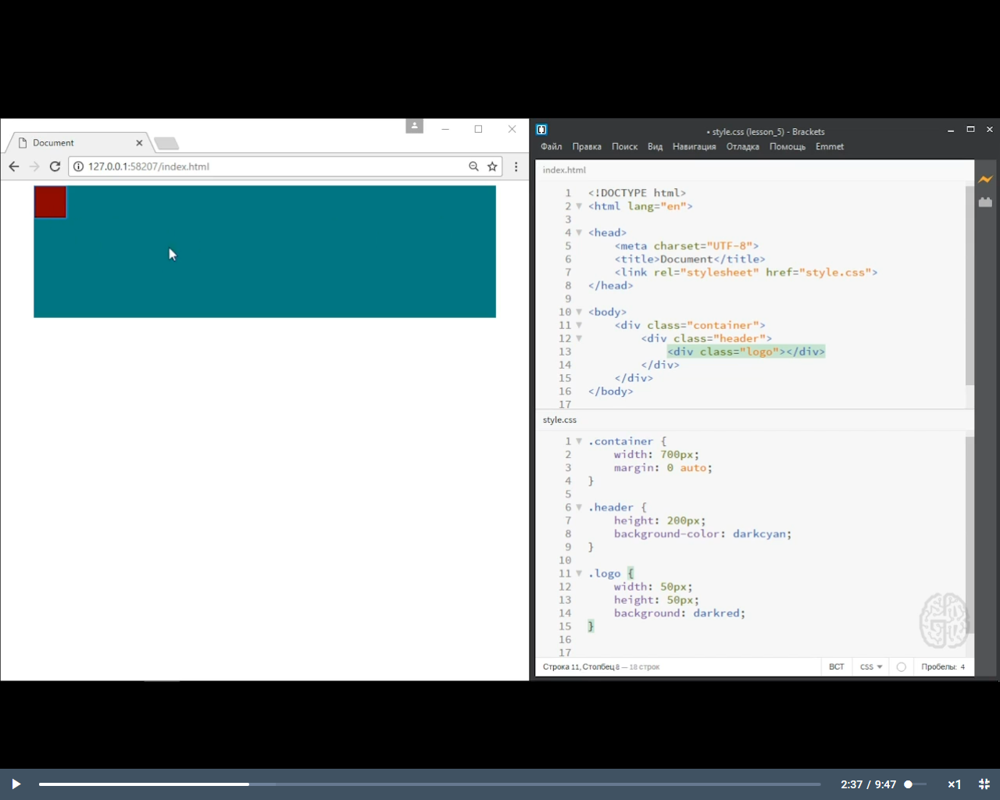 Document
127.0.0.1:58207/index.html
• style.css (lesson_5) - Brackets
Файл Правка Поиск Вид Навигация Отладка Помощь Emmet
index.html
1 <!DOCTYPE html>
2 <html lang="en">
3
4 <head>
5 <meta charset="UTF-8">
6 <title>Document</title>
7 <link rel="stylesheet" href="style.css">
8 </head>
9
10 <body>
11 <div class="container">
12 <div class="header">
13 <div class="logo"></div>
14 </div>
15 </div>
16 </body>
17
style.css
1 .container {
2 width: 700px;
3 margin: 0 auto;
4 }
5
6 .header {
7 height: 200px;
8 background-color: darkcyan;
9 }
10
11 .logo {
12 width: 50px;
13 height: 50px;
14 background: darkred;
15 }
16
17
Строка 11, Столбец 8 — 18 строк
ВСТ CSS Пробелы: 4
2:37 / 9:47 ×1